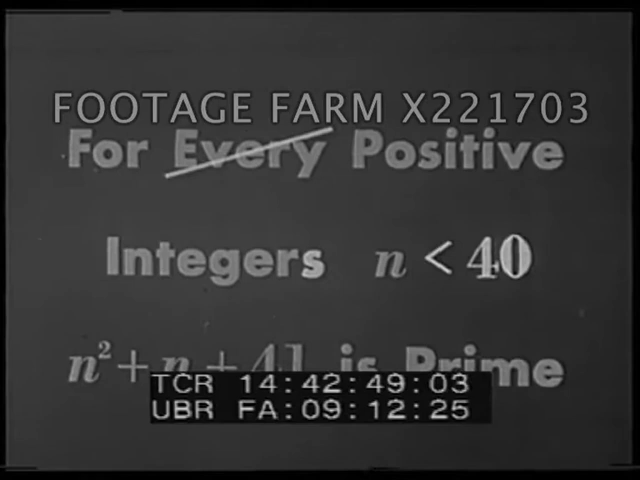 FOOTAGE FARM X221703
For Every Positive
Integers n < 40
n² + n + 41 is Prime
TCR 14:42:49:03
UBR FA:09:12:25